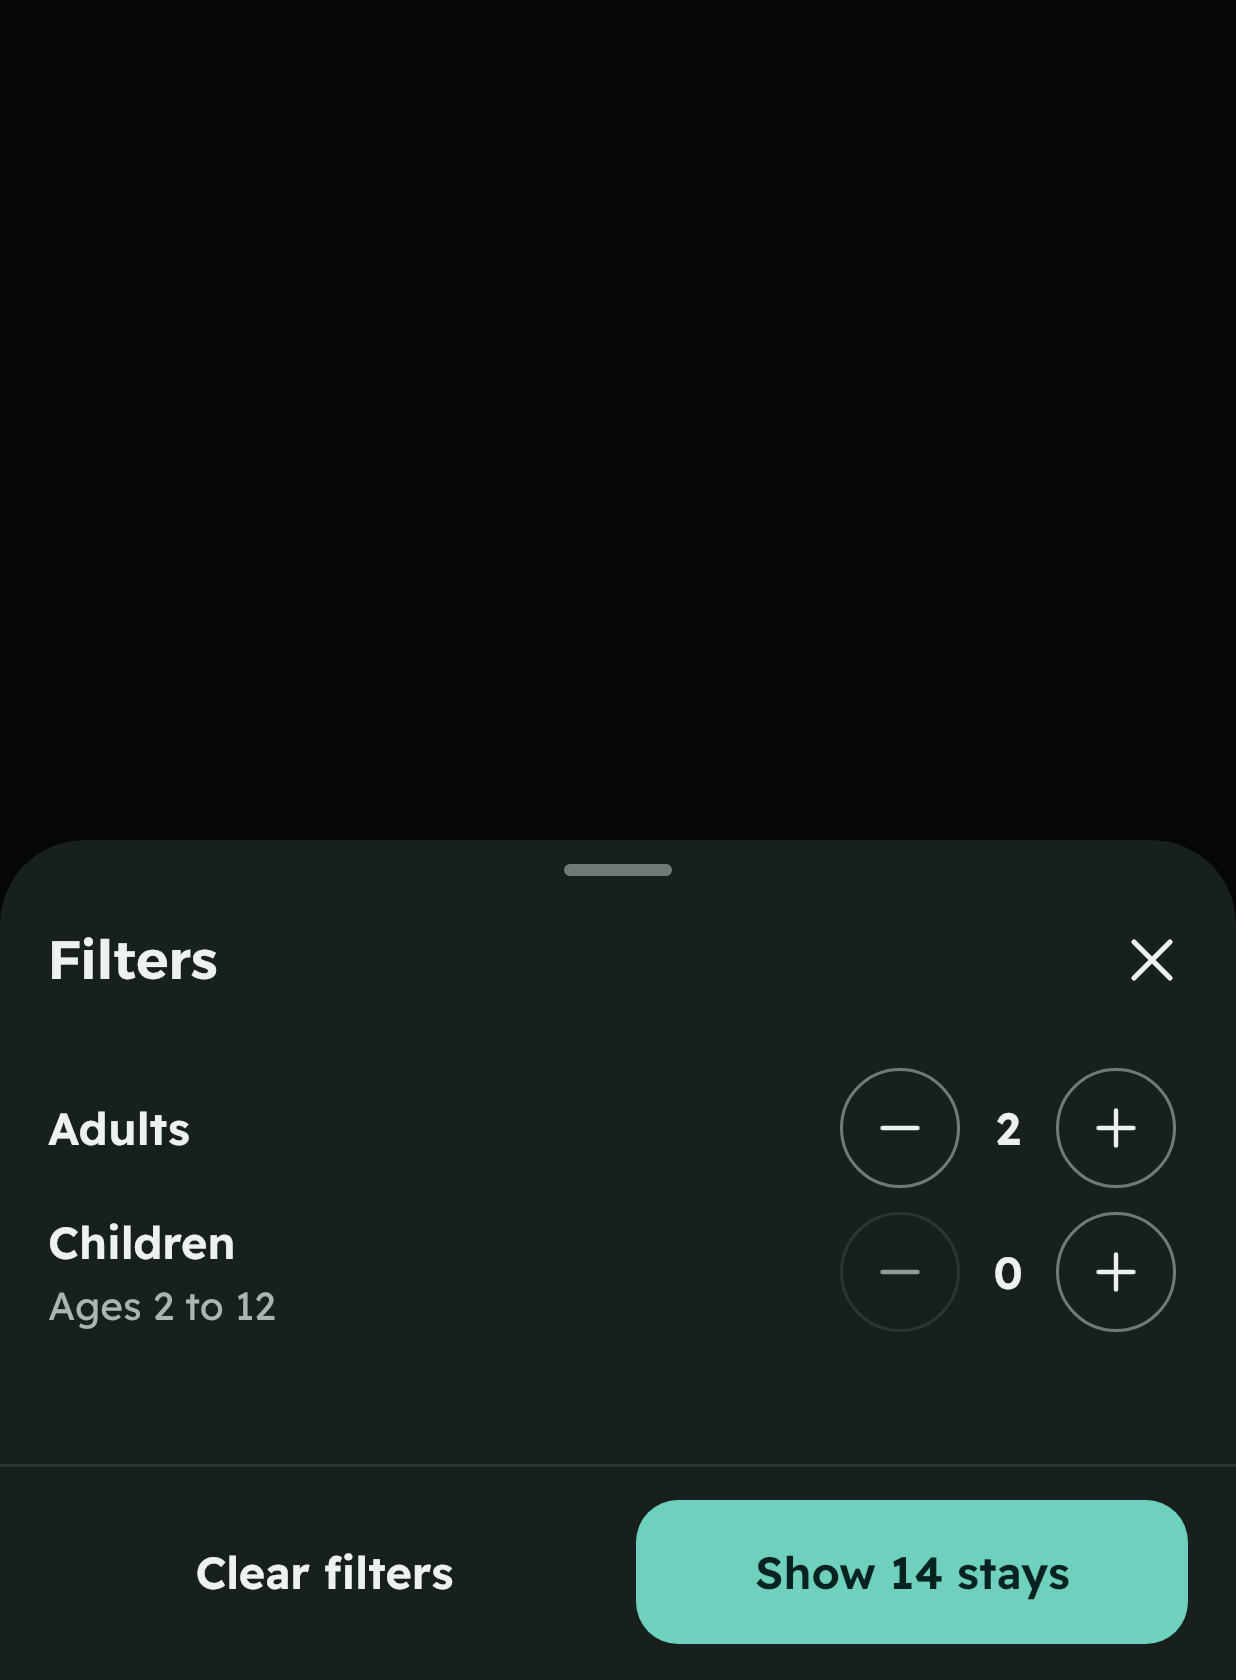 Filters
Adults
2
Children
Ages 2 to 12
0
Clear filters
Show 14 stays